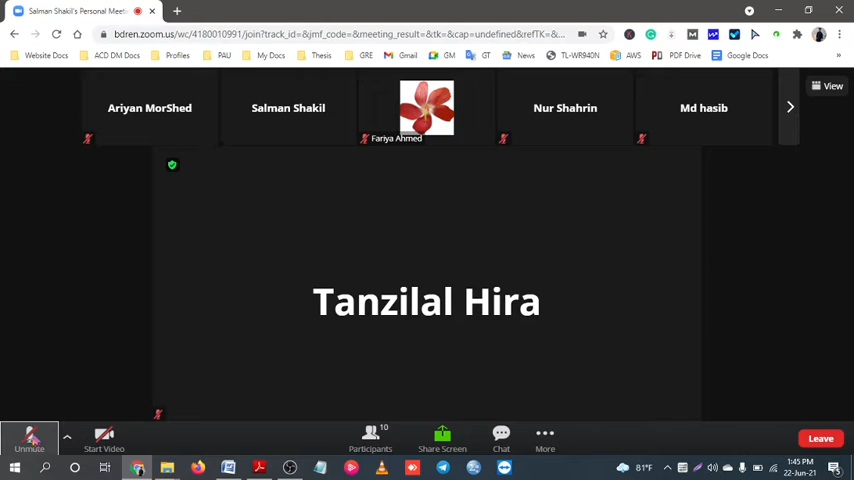 Salman Shakil's Personal Meeti
bdren.zoom.us/wc/4180010991/join?track_id=&jmf_code=&meeting_result=&tk=&cap=undefined&refTK=&...
Website Docs ACD DM Docs Profiles PAU My Docs Thesis GRE Gmail GM GT News TL-WR940N AWS PDF Drive Google Docs
View
Ariyan MorShed Salman Shakil Nur Shahrin Md hasib
Fariya Ahmed
Tanzilal Hira
Unmute Start Video Participants 10 Share Screen Chat More Leave
81°F 1:45 PM
22-Jun-21 5